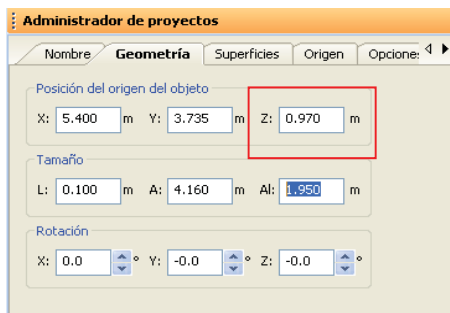 Administrador de proyectos
Nombre Geometría Superficies Origen Opcione:
Posición del origen del objeto
X: 5.400 m Y: 3.735 m Z: 0.970 m
Tamaño
L: 0.100 m A: 4.160 m Al: 1.950 m
Rotación
X: 0.0 ° Y: -0.0 ° Z: -0.0 °